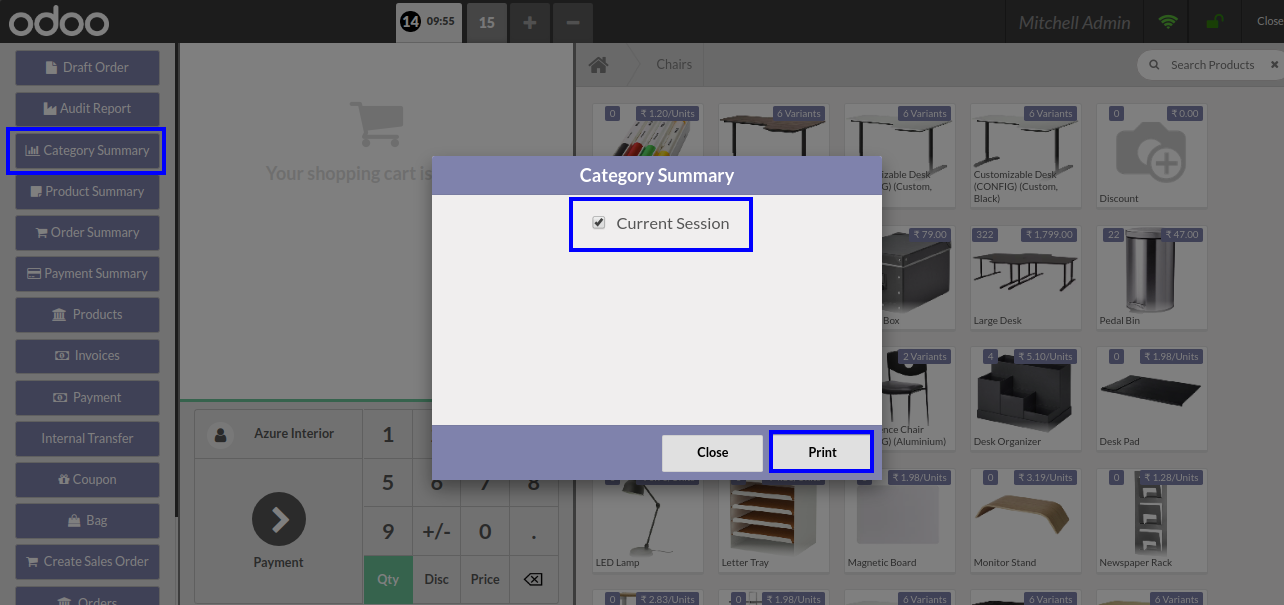 odoo
14 09:55
15
+
−
Mitchell Admin
Close
Draft Order
Audit Report
Category Summary
Product Summary
Order Summary
Payment Summary
Products
Invoices
Payment
Internal Transfer
Coupon
Bag
Create Sales Order
Orders
Your shopping cart is
Azure Interior
Payment
1
5 6 7 8
9 +/- 0 .
Qty Disc Price
Chairs
Search Products
Category Summary
Current Session
Close
Print
0 ₹ 1.20/Units
6 Variants
6 Variants
izable Desk
G) (Custom,
6 Variants
Customizable Desk
(CONFIG) (Custom,
Black)
0 ₹ 0.00
Discount
₹ 79.00
Box
322 ₹ 1,799.00
Large Desk
22 ₹ 47.00
Pedal Bin
2 Variants
ence Chair
G) (Aluminium)
4 ₹ 5.10/Units
Desk Organizer
0 ₹ 1.98/Units
Desk Pad
LED Lamp
Letter Tray
₹ 1.98/Units
Magnetic Board
0 ₹ 3.19/Units
Monitor Stand
0 ₹ 1.28/Units
Newspaper Rack
0 ₹ 2.83/Units
0 ₹ 1.98/Units
6 Variants
6 Variants
6 Variants